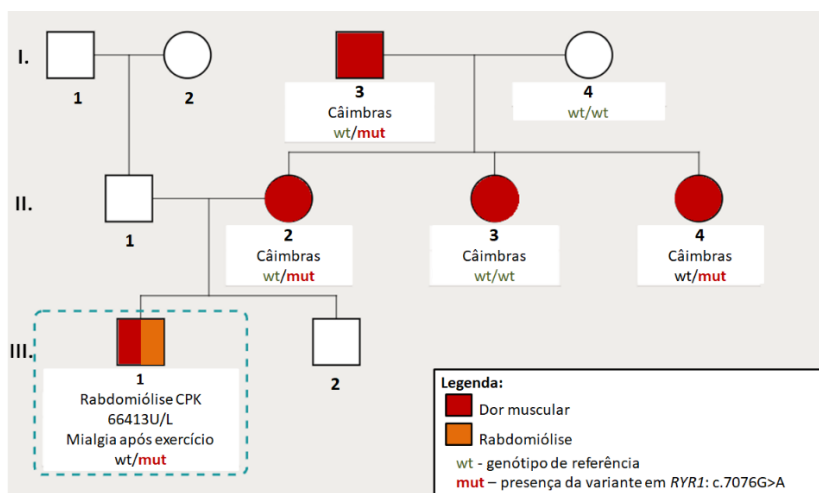 I.
1
2
3
Câimbras
wt/mut
4
wt/wt
II.
1
2
Câimbras
wt/mut
3
Câimbras
wt/wt
4
Câimbras
wt/mut
III.
1
Rabdomiólise CPK
66413U/L
Mialgia após exercício
wt/mut
2
Legenda:
Dor muscular
Rabdomiólise
wt - genótipo de referência
mut – presença da variante em RYR1: c.7076G>A